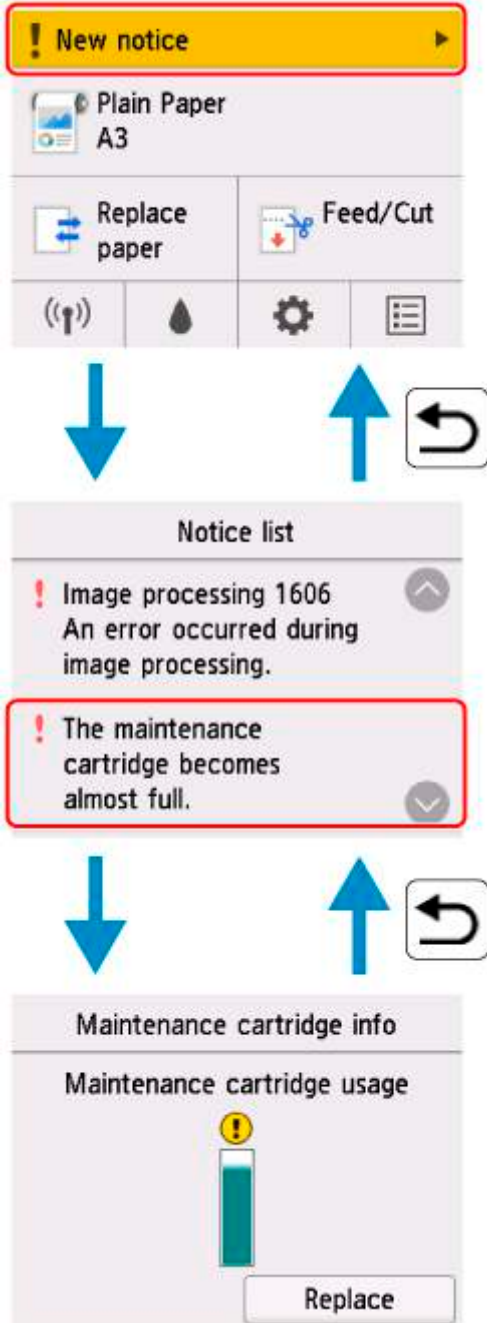 ! New notice
Plain Paper
A3
Replace
paper
Feed/Cut
Notice list
! Image processing 1606
An error occurred during
image processing.
! The maintenance
cartridge becomes
almost full.
Maintenance cartridge info
Maintenance cartridge usage
!
Replace